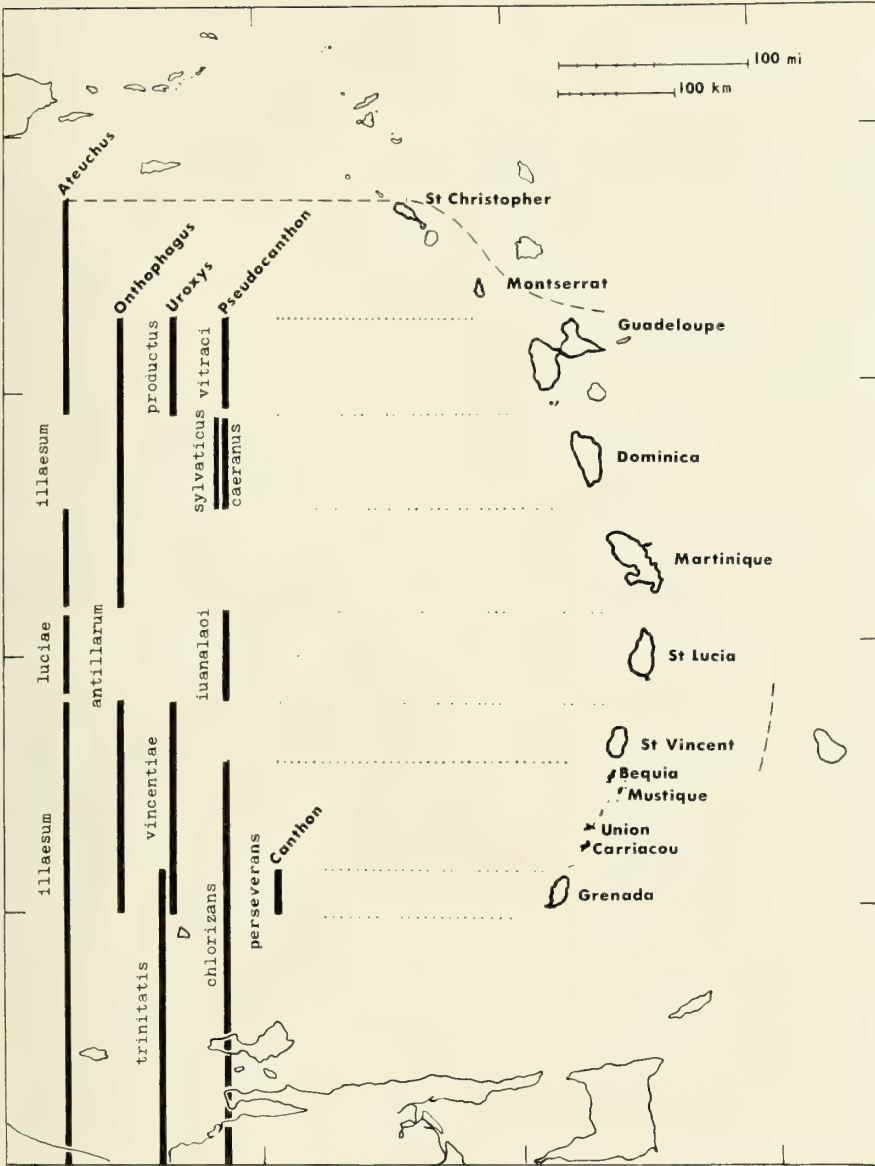 100 mi
100 km
Ateuchus
Onthophagus
Uroxys
Pseudocanthon
Canthon
St Christopher
Montserrat
Guadeloupe
Dominica
Martinique
St Lucia
St Vincent
Bequia
Mustique
Union
Carriacou
Grenada
illaesum
luciae
illaesum
antillarum
productus
vincentiae
trinitatis
vitraci
sylvaticus
caeranus
iuanalaoi
chlorizans
perseverans